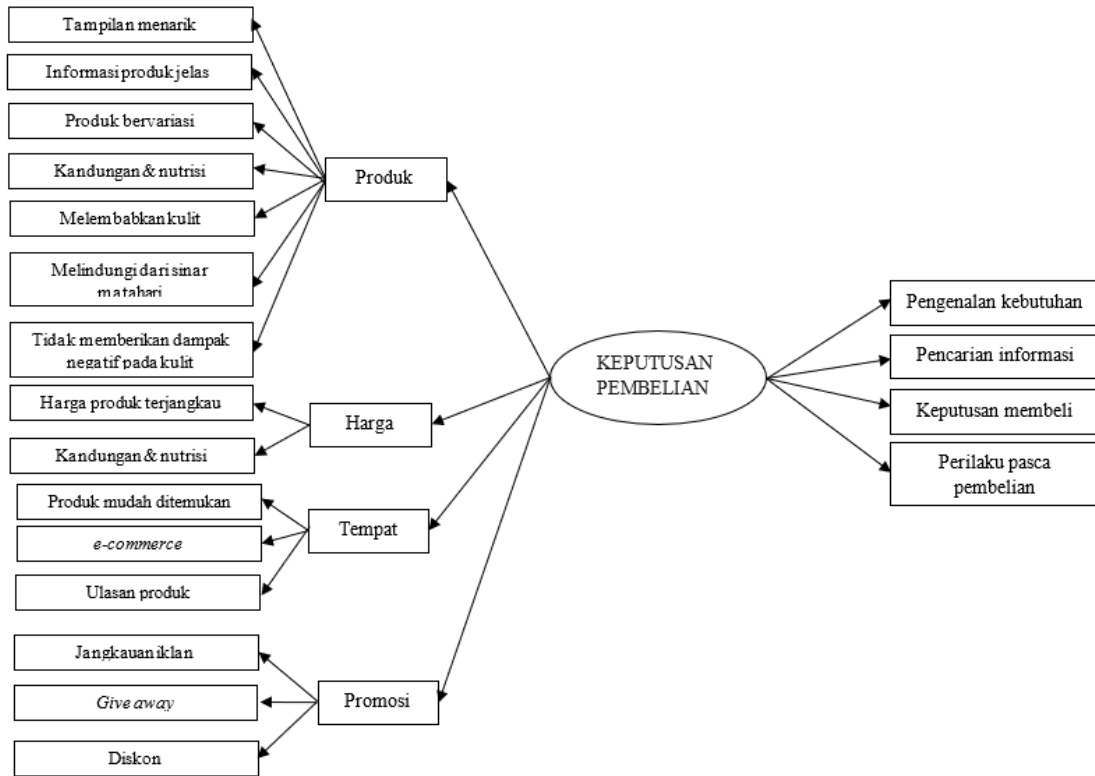 Tampilan menarik
Informasi produk jelas
Produk bervariasi
Kandungan & nutrisi
Melembabkan kulit
Melindungi dari sinar
matahari
Tidak memberikan dampak
negatif pada kulit
Harga produk terjangkau
Kandungan & nutrisi
Produk mudah ditemukan
e-commerce
Ulasan produk
Jangkauan iklan
Give away
Diskon
Produk
Harga
Tempat
Promosi
KEPUTUSAN
PEMBELIAN
Pengenalan kebutuhan
Pencarian informasi
Keputusan membeli
Perilaku pasca
pembelian